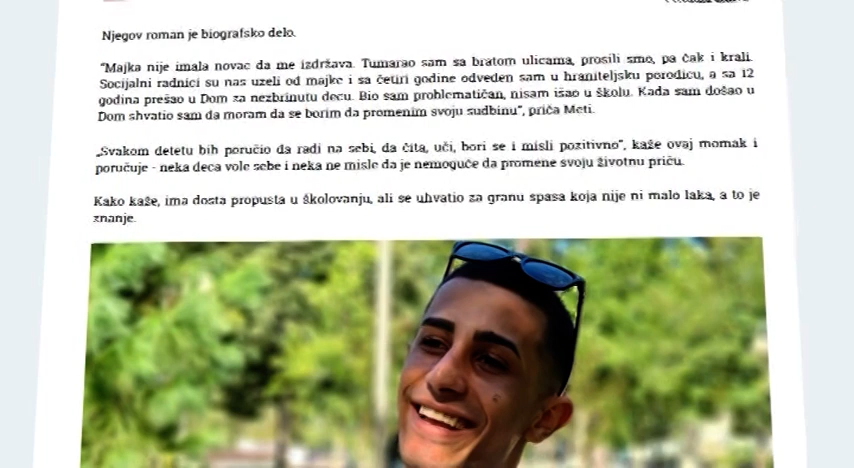 Njegov roman je biografsko delo.
"Majka nije imala novac da me izdržava. Tumarao sam sa bratom ulicama, prosili smo, pa čak i krali.
Socijalni radnici su nas uzeli od majke i sa četiri godine odveden sam u hraniteljsku porodicu, a sa 12
godina prešao u Dom za nezbrinutu decu. Bio sam problematičan, nisam išao u školu. Kada sam došao u
Dom shvatio sam da moram da se borim da promenim svoju sudbinu", priča Meti.
„Svakom detetu bih poručio da radi na sebi, da čita, uči, bori se i misli pozitivno", kaže ovaj momak i
poručuje - neka deca vole sebe i neka ne misle da je nemoguće da promene svoju životnu priču.
Kako kaže, ima dosta propusta u školovanju, ali se uhvatio za granu spasa koja nije ni malo laka, a to je
znanje.